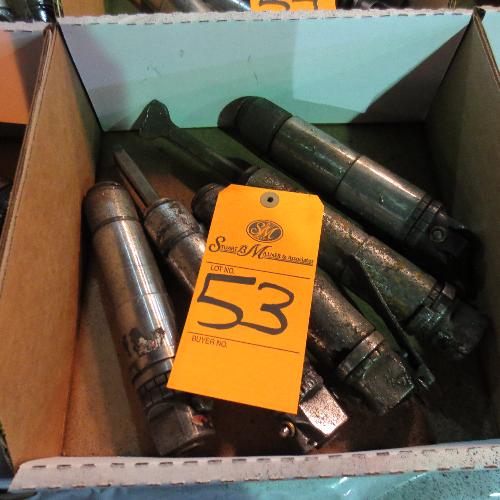 SM
STUART B MILLNER & Associates
LOT NO.
53
BUYER NO.